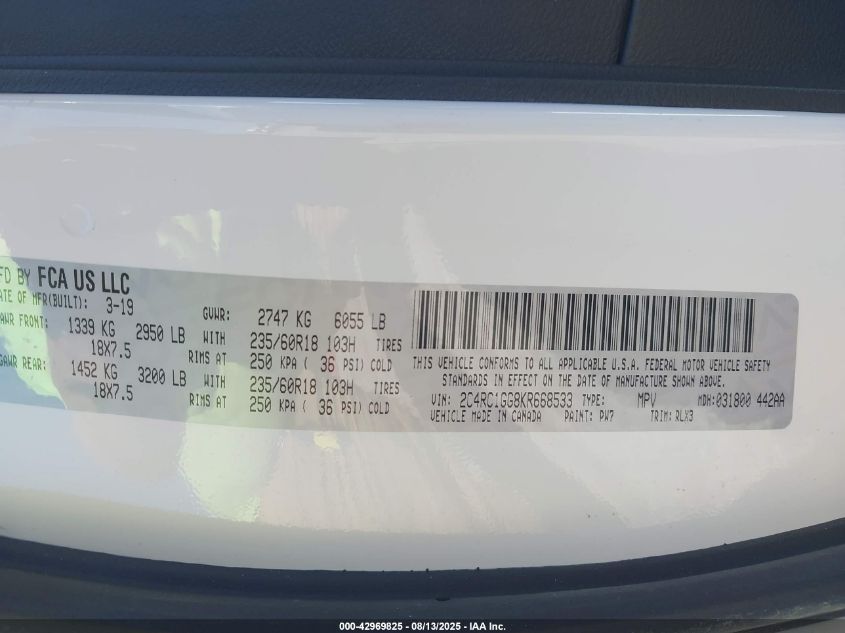 FD BY FCA US LLC
ATE OF MFR(BUILT): 3-19
GVWR: 2747 KG 6055 LB
AWR FRONT: 1339 KG 2950 LB WITH 235/60R18 103H TIRES
18X7.5 RIMS AT 250 KPA ( 36 PSI) COLD
GAWR REAR: 1452 KG 3200 LB WITH 235/60R18 103H TIRES
18X7.5 RIMS AT 250 KPA ( 36 PSI) COLD
THIS VEHICLE CONFORMS TO ALL APPLICABLE U.S.A. FEDERAL MOTOR VEHICLE SAFETY
STANDARDS IN EFFECT ON THE DATE OF MANUFACTURE SHOWN ABOVE.
VIN: 2C4RC1GG8KR668533 TYPE: MPV MDH:031800 442AA
VEHICLE MADE IN CANADA PAINT: PW7 TRIM: RLX3
000-42969825 - 08/13/2025 - IAA Inc.